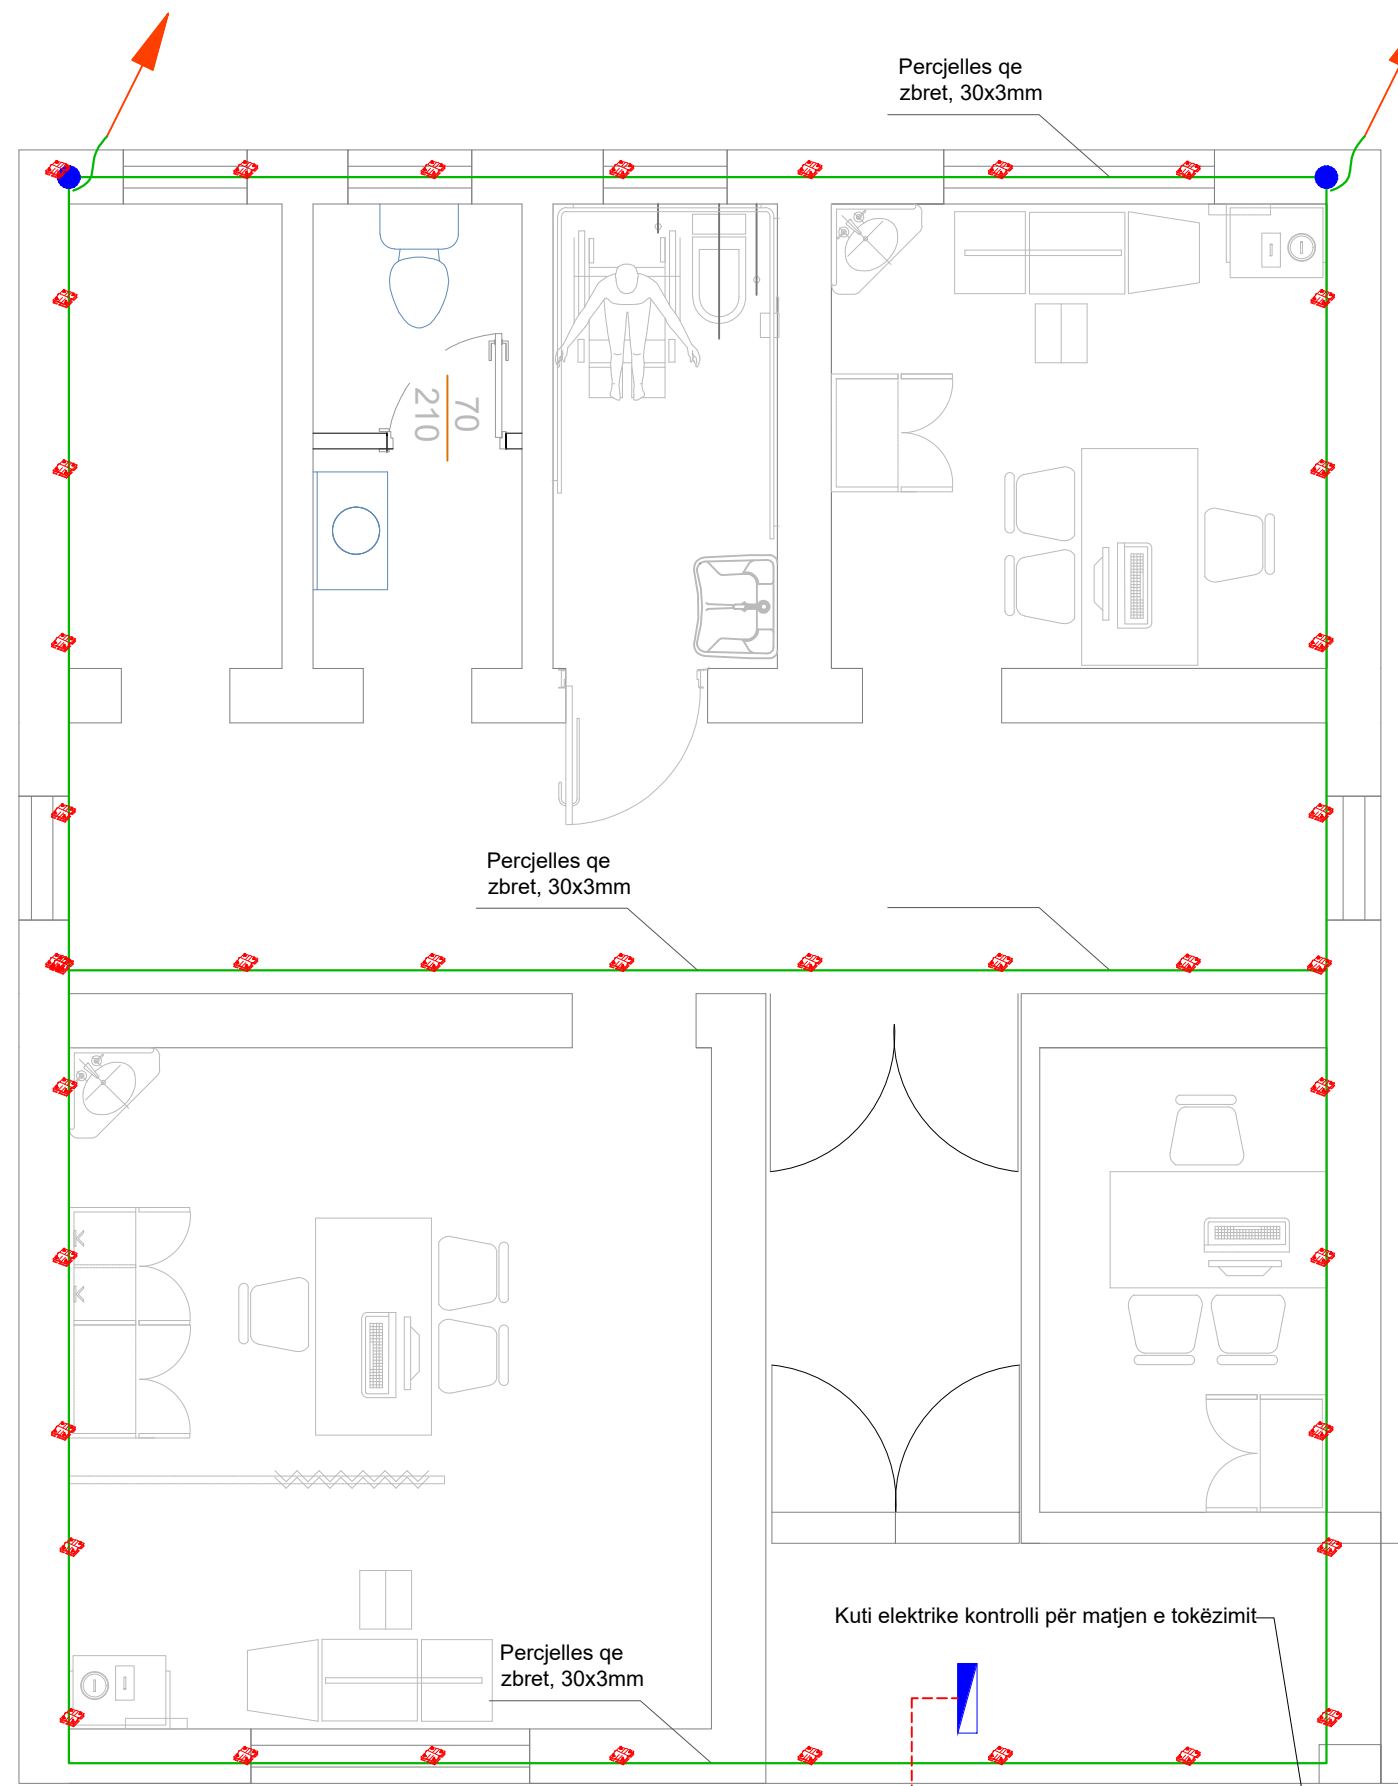 Percjelles qe
zbret, 30x3mm
70
210
Percjelles qe
zbret, 30x3mm
Kuti elektrike kontrolli për matjen e tokëzimit
Percjelles qe
zbret, 30x3mm